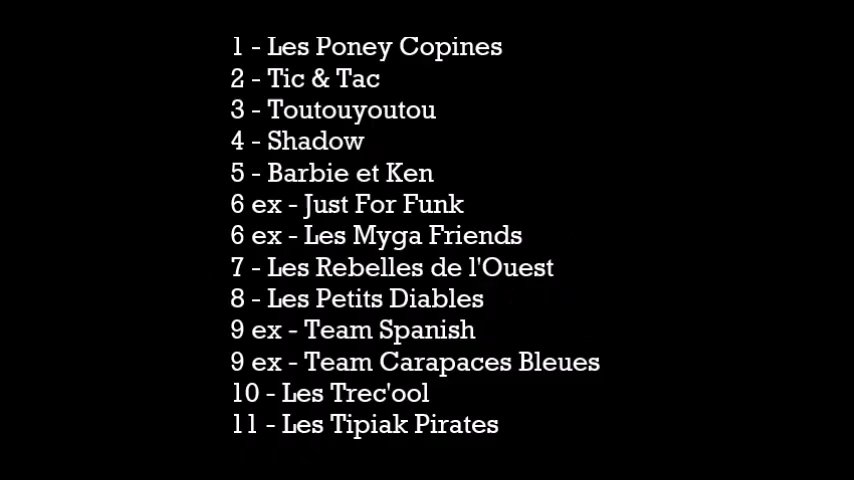 1 - Les Poney Copines
2 - Tic & Tac
3 - Toutouyoutou
4 - Shadow
5 - Barbie et Ken
6 ex - Just For Funk
6 ex - Les Myga Friends
7 - Les Rebelles de l'Ouest
8 - Les Petits Diables
9 ex - Team Spanish
9 ex - Team Carapaces Bleues
10 - Les Trec'ool
11 - Les Tipiak Pirates